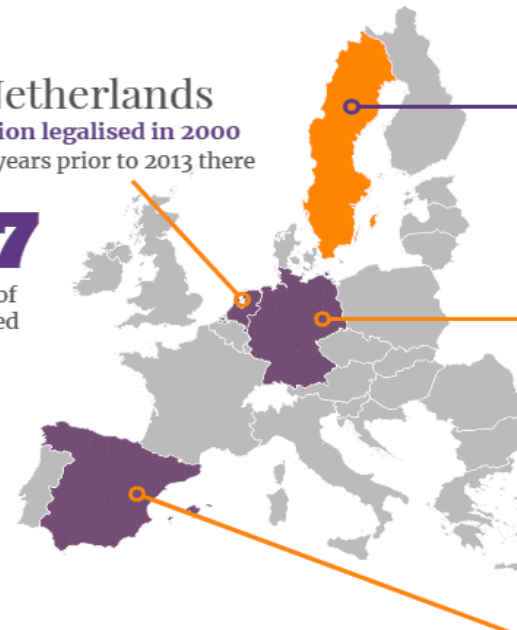 Netherlands
ion legalised in 2000
years prior to 2013 there
7
of
ed